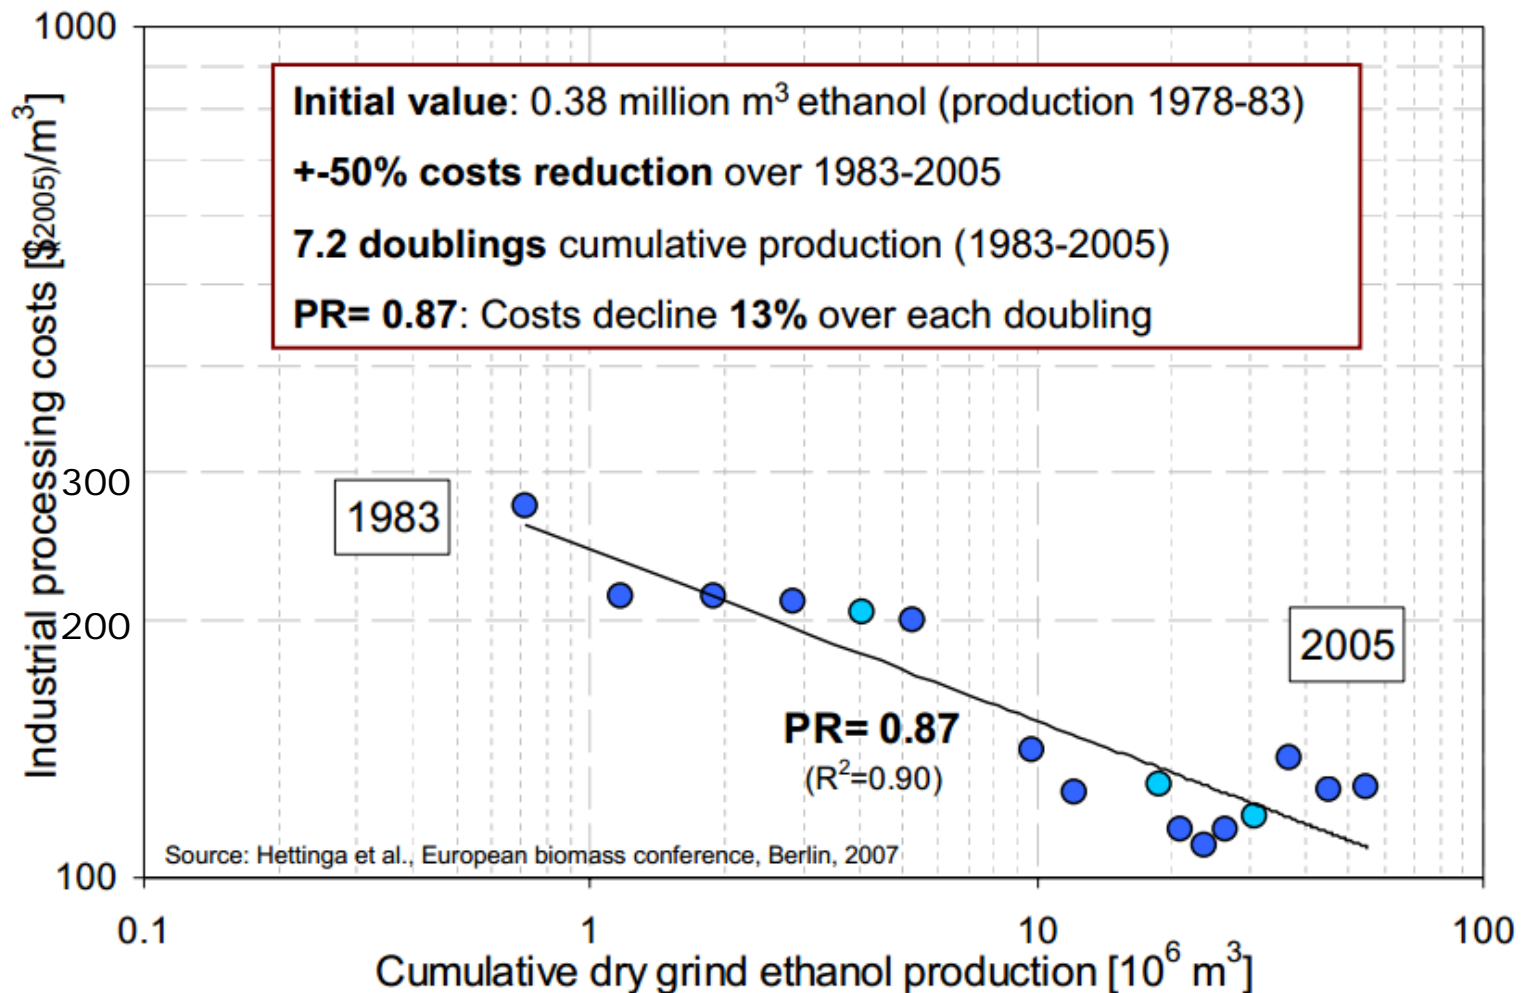 1000
Initial value: 0.38 million m³ ethanol (production 1978-83)
+-50% costs reduction over 1983-2005
7.2 doublings cumulative production (1983-2005)
PR= 0.87: Costs decline 13% over each doubling
Industrial processing costs [$(2005)/m³]
300
1983
200
2005
PR= 0.87
(R²=0.90)
Source: Hettinga et al., European biomass conference, Berlin, 2007
100
0.1 1 10 100
Cumulative dry grind ethanol production [10⁶ m³]